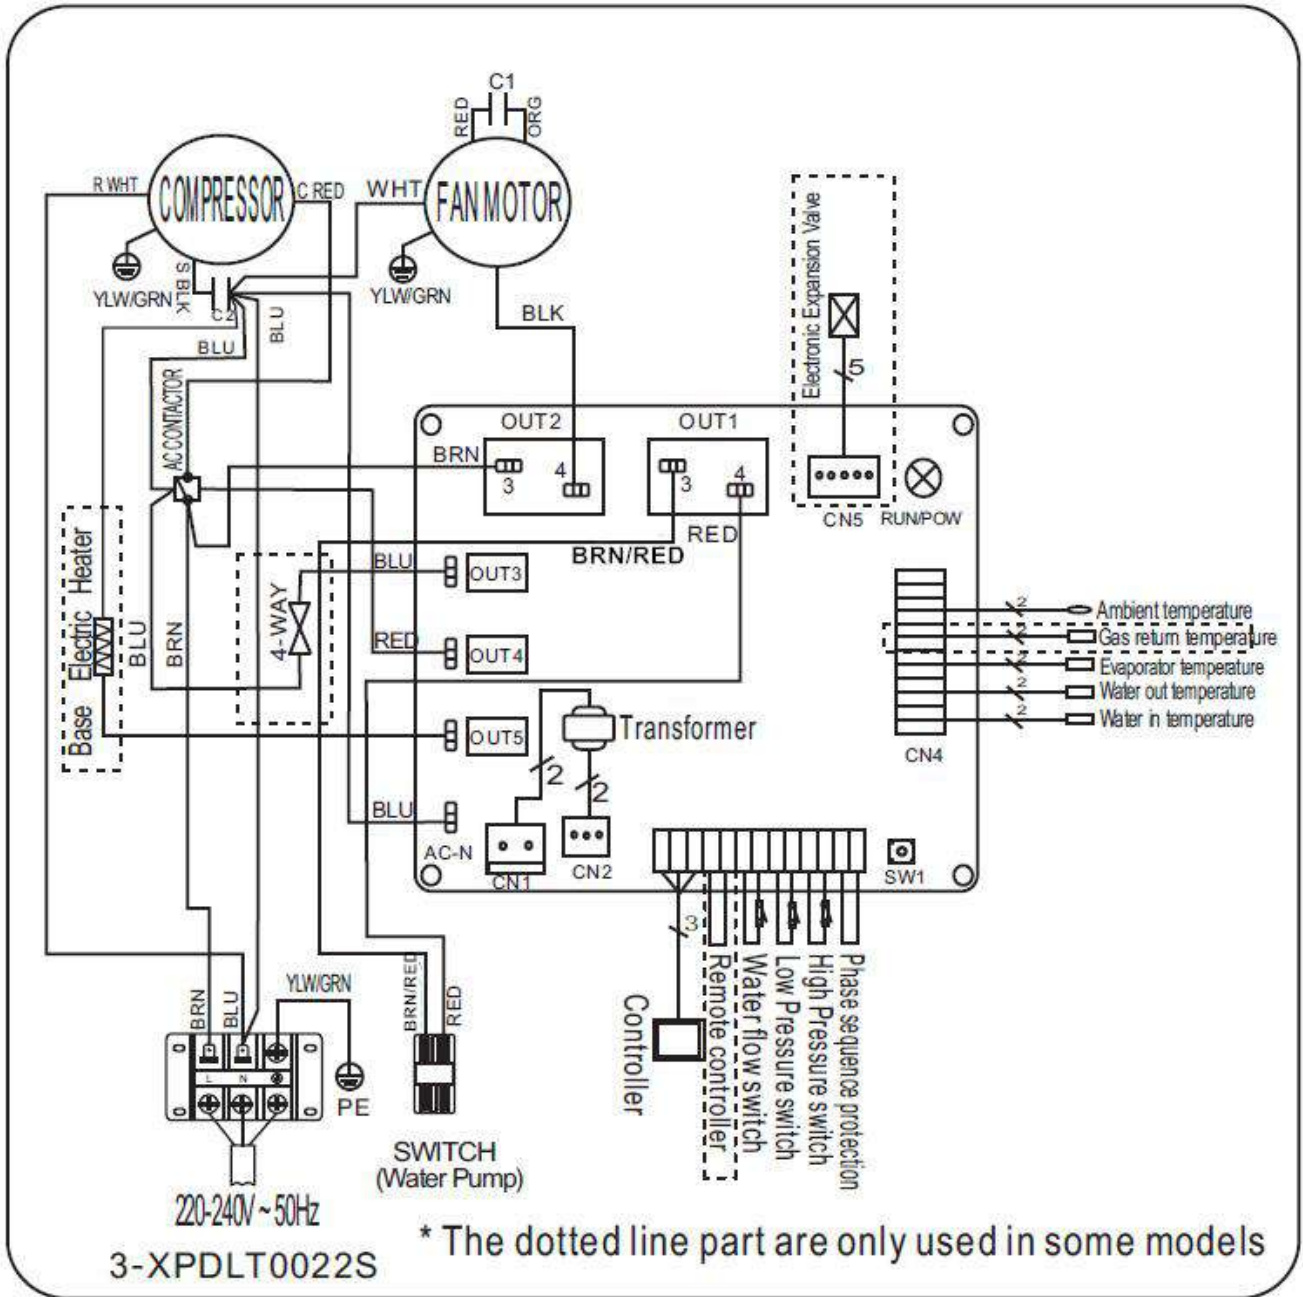 C1
RED
ORG
R WHT
COMPRESSOR
C RED
WHT
FAN MOTOR
YLW/GRN
S BLK
C2
YLW/GRN
BLK
BLU
BLU
Electronic Expansion Valve
5
AC CONTACTOR
OUT2
OUT1
BRN
3
4
3
4
CN5
RUN/POW
RED
BRN/RED
BLU
OUT3
Base Electric Heater
BLU
BRN
4-WAY
RED
OUT4
2
Ambient temperature
2
Gas return temperature
2
Evaporator temperature
2
Water out temperature
2
Water in temperature
CN4
OUT5
Transformer
2
2
BLU
AC-N
CN1
CN2
SW1
3
Controller
Remote controller
Water flow switch
Low Pressure switch
High Pressure switch
Phase sequence protection
BRN
BLU
YLW/GRN
BRN/RED
RED
L
N
PE
SWITCH
(Water Pump)
220-240V ~ 50Hz
3-XPDLT0022S
* The dotted line part are only used in some models